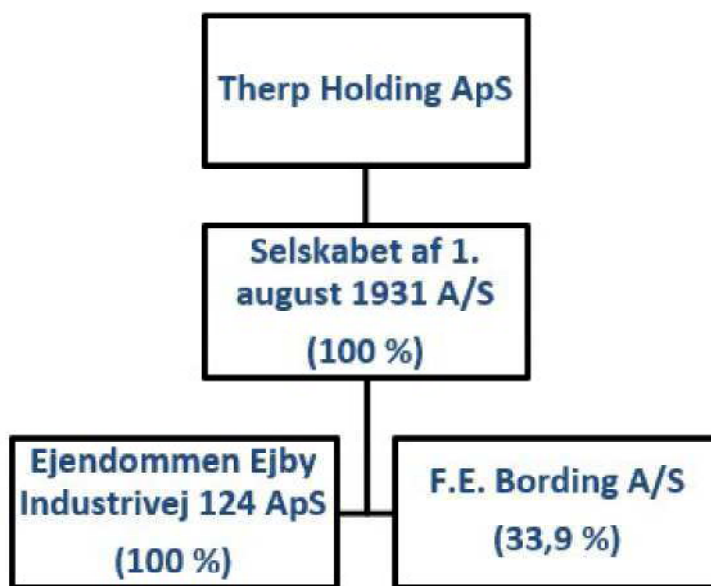 Therp Holding ApS
Selskabet af 1.
august 1931 A/S
(100 %)
Ejendommen Ejby
Industrivej 124 ApS
(100 %)
F.E. Bording A/S
(33,9 %)